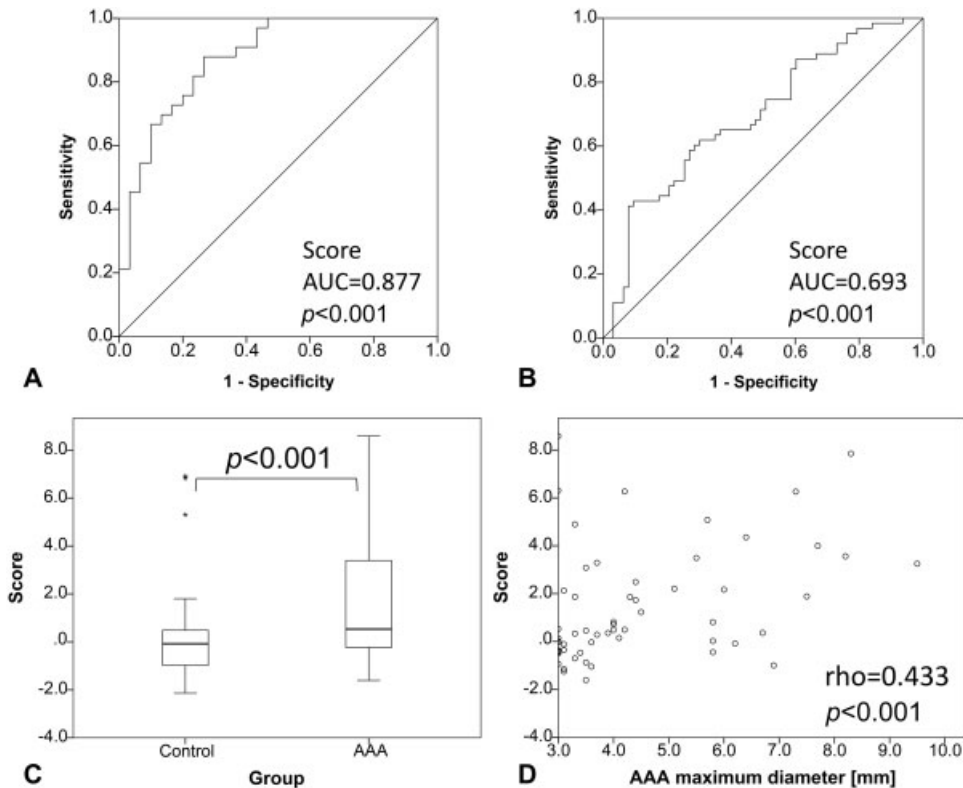 1.0
0.8
0.6
0.4
0.2
0.0
Sensitivity
Score
AUC=0.877
p<0.001
0.0 0.2 0.4 0.6 0.8 1.0
A 1 - Specificity
1.0
0.8
0.6
0.4
0.2
0.0
Sensitivity
Score
AUC=0.693
p<0.001
0.0 0.2 0.4 0.6 0.8 1.0
B 1 - Specificity
8.0
6.0
4.0
2.0
.0
-2.0
-4.0
Score
p<0.001
*
*
Control AAA
C Group
8.0
6.0
4.0
2.0
.0
-2.0
-4.0
Score
rho=0.433
p<0.001
3.0 4.0 5.0 6.0 7.0 8.0 9.0 10.0
D AAA maximum diameter [mm]